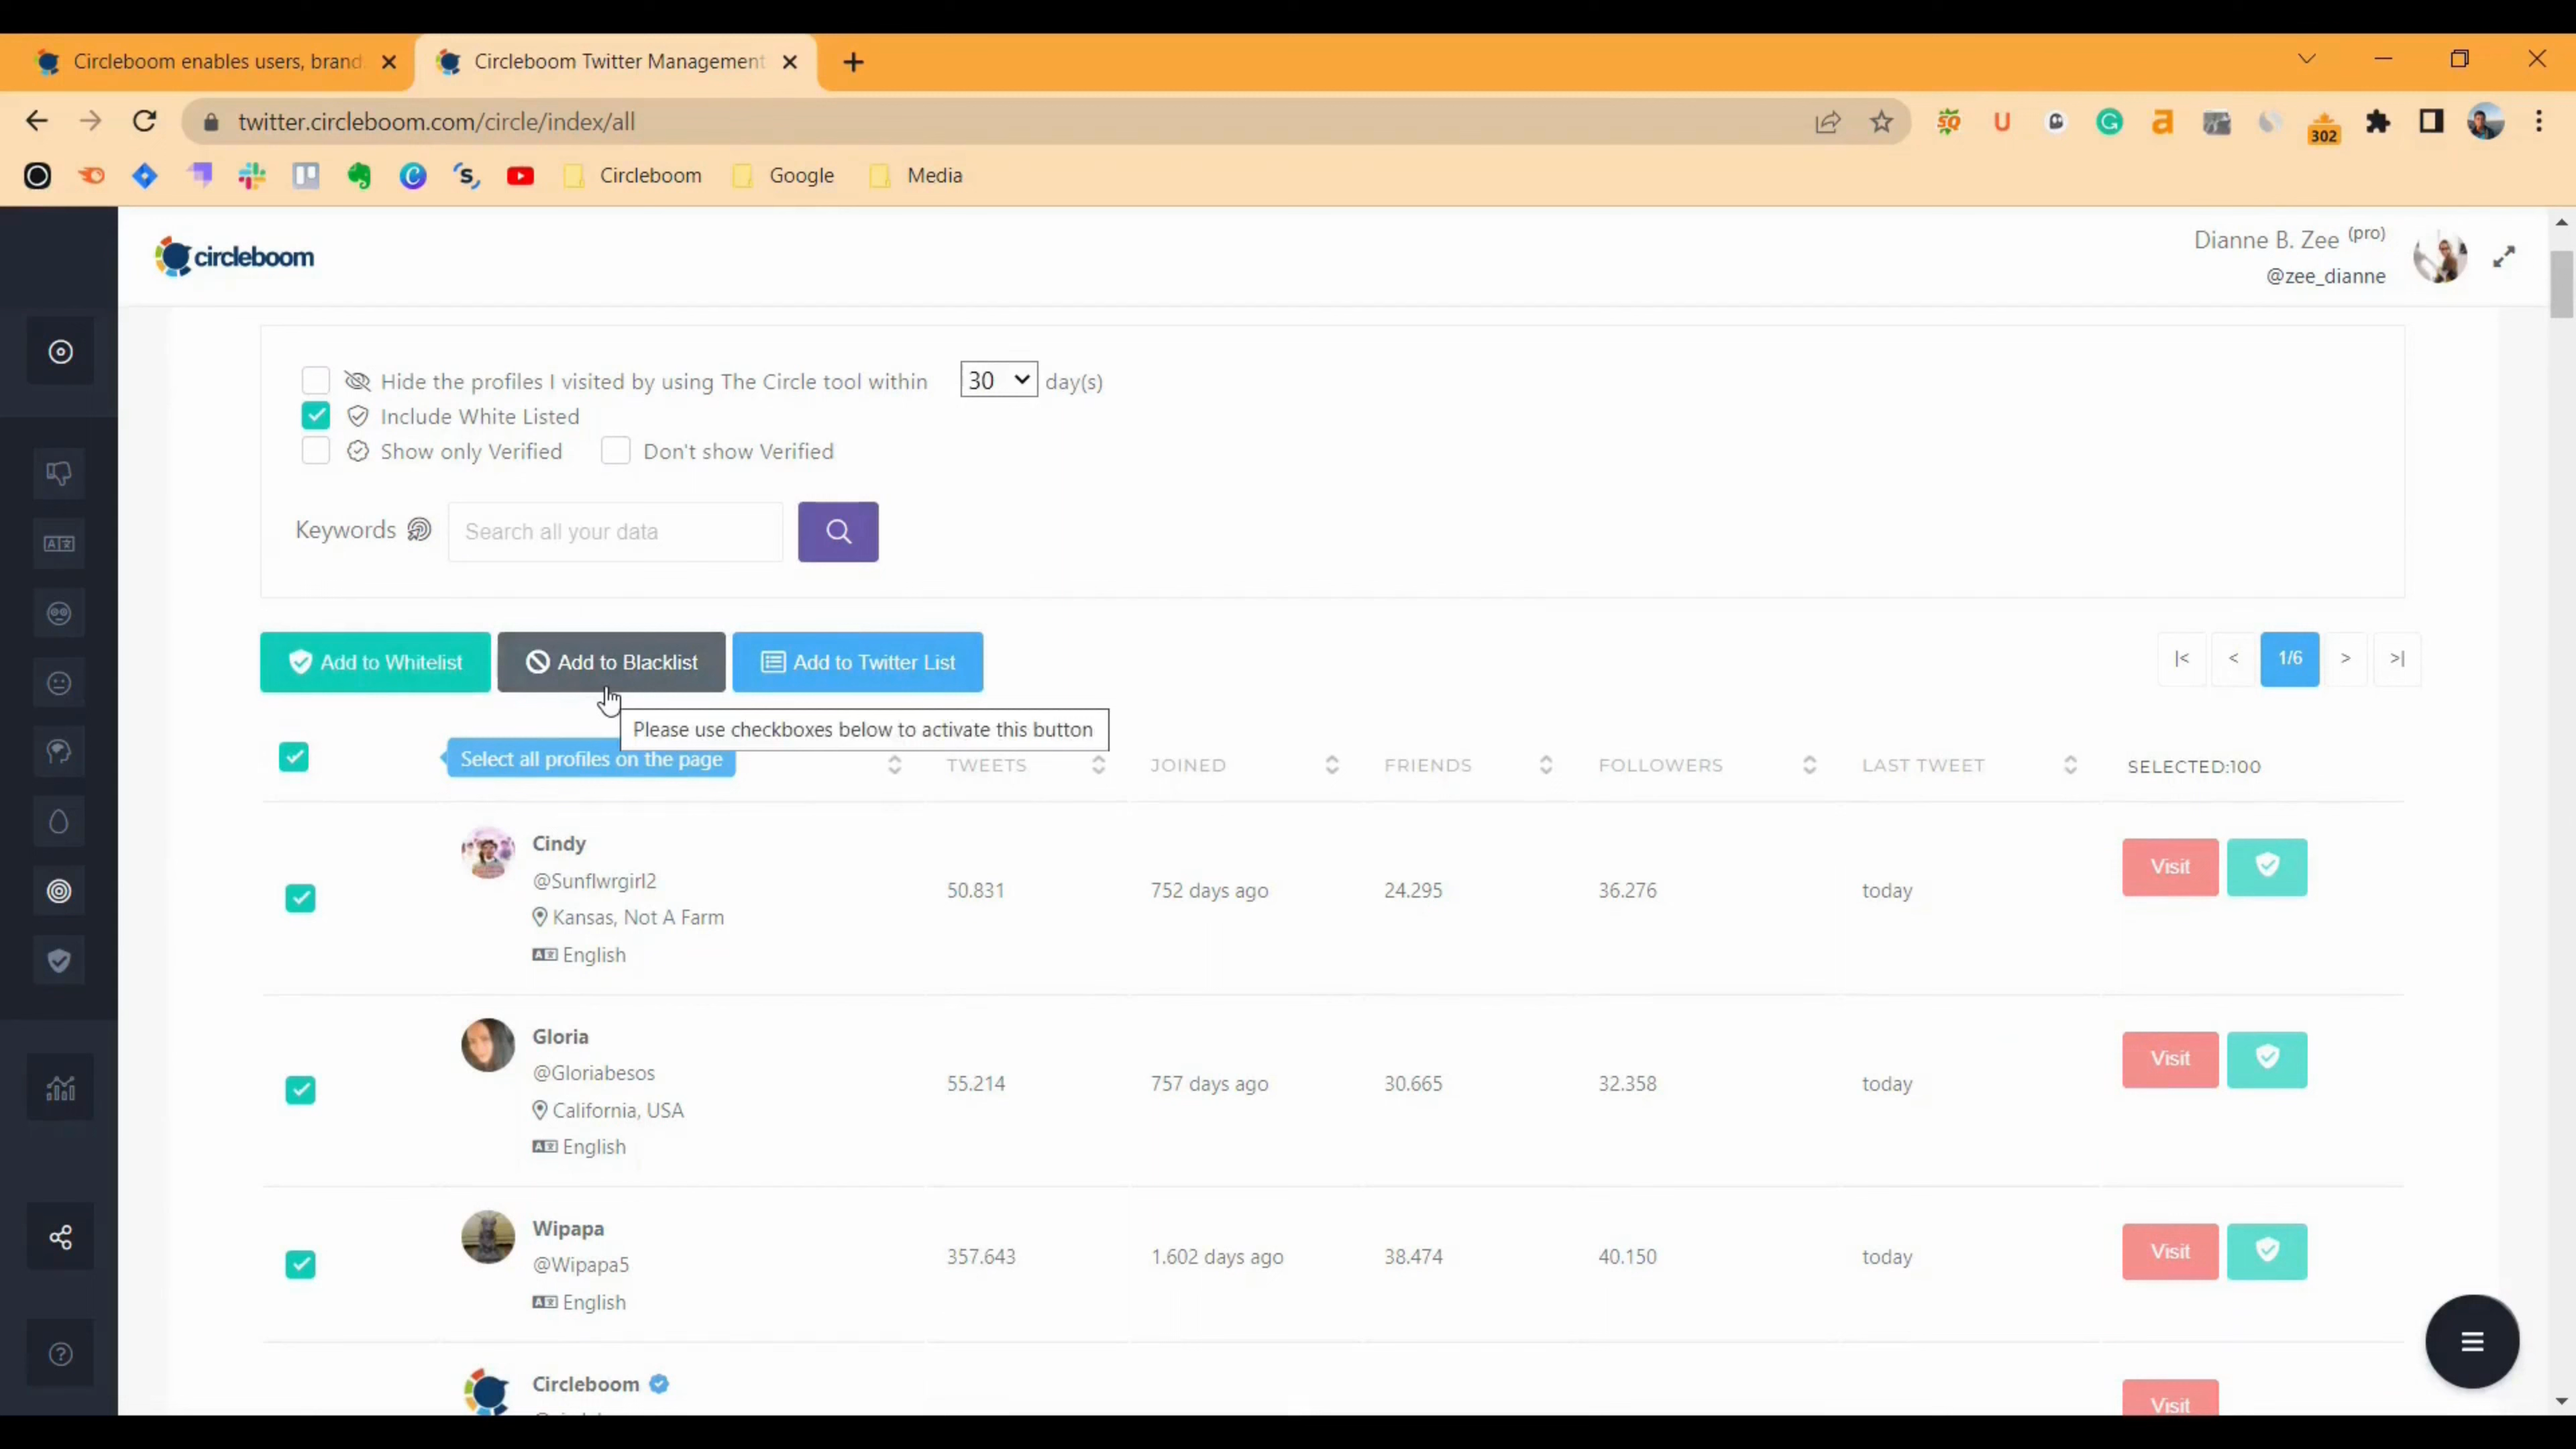 Circleboom enables users, brand
Circleboom Twitter Management
twitter.circleboom.com/circle/index/all
302
Circleboom
Google
Media
circleboom
Dianne B. Zee (pro)
@zee_dianne
Hide the profiles I visited by using The Circle tool within 30 day(s)
Include White Listed
Show only Verified Don't show Verified
Keywords Search all your data
Add to Whitelist Add to Blacklist Add to Twitter List |< < 1/6 > >|
Please use checkboxes below to activate this button
Select all profiles on the page TWEETS JOINED FRIENDS FOLLOWERS LAST TWEET SELECTED:100
Cindy
@Sunflwrgirl2
Kansas, Not A Farm
English
50.831 752 days ago 24.295 36.276 today Visit
Gloria
@Gloriabesos
California, USA
English
55.214 757 days ago 30.665 32.358 today Visit
Wipapa
@Wipapa5
English
357.643 1.602 days ago 38.474 40.150 today Visit
Circleboom
Visit